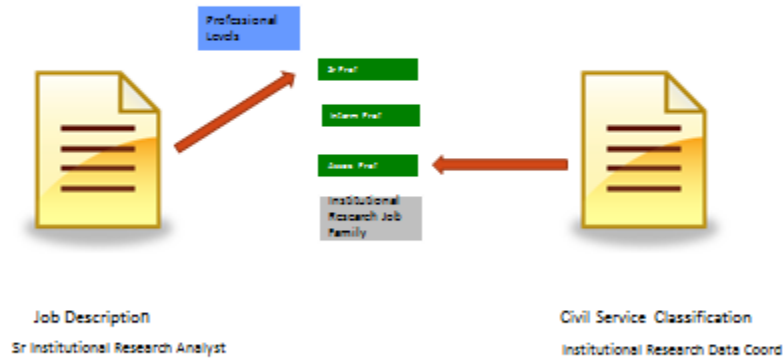 Professional
Levels
Sr Prof
Interm Prof
Assoc Prof
Institutional
Research Job
Family
Job Description
Sr Institutional Research Analyst
Civil Service Classification
Institutional Research Data Coord